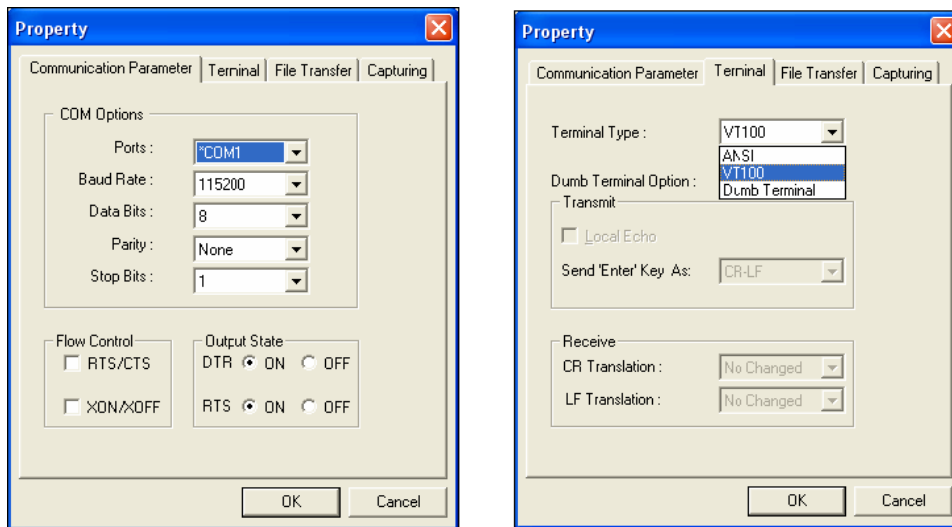 Property
Communication Parameter Terninal File Transfer Capturing
COM Options
Ports : *COM1
Baud Rate : 115200
Data Bits : 8
Parity : None
Stop Bits : 1
Flow Control
RTS/CTS
XON/XOFF
Output State
DTR ON OFF
RTS ON OFF
OK Cancel
Property
Communication Parameter Terminal File Transfer Capturing
Terminal Type : VT100
ANSI
VT100
Dumb Terminal
Dumb Terminal Option :
Transmit
Local Echo
Send 'Enter' Key As: CR-LF
Receive
CR Translation : No Changed
LF Translation : No Changed
OK Cancel